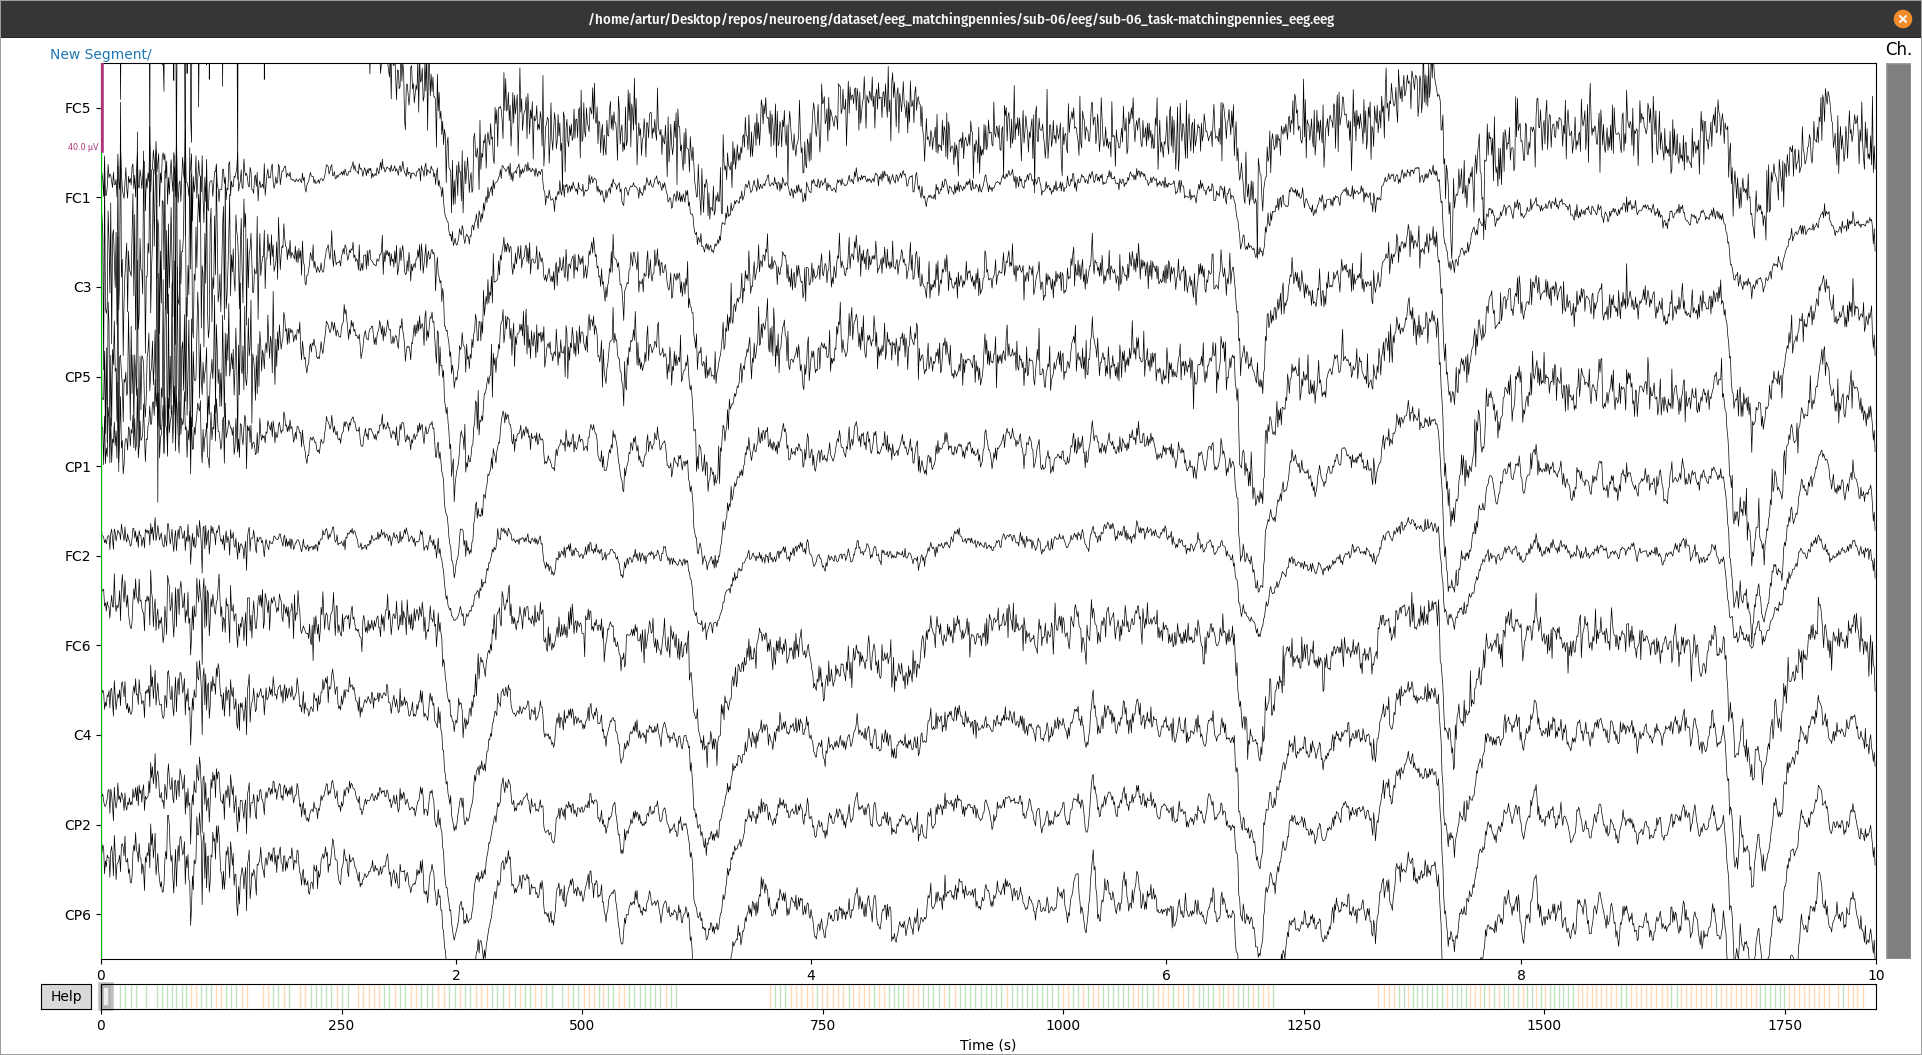 /home/artur/Desktop/repos/neuroeng/dataset/eeg_matchingpennies/sub-06/eeg/sub-06_task-matchingpennies_eeg.eeg
New Segment/
Ch.
FC5
40.0 µV
FC1
C3
CP5
CP1
FC2
FC6
C4
CP2
CP6
0 2 4 6 8 10
Help
0 250 500 750 1000 1250 1500 1750
Time (s)